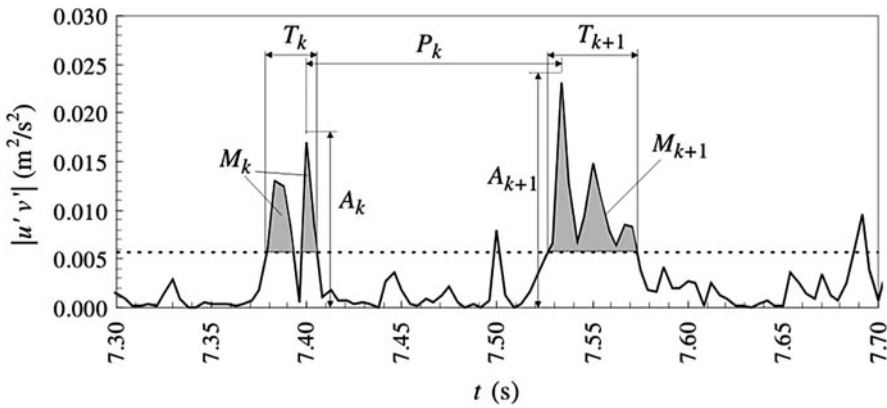 0.030
0.025
0.020
0.015
0.010
0.005
0.000
|u′ v′| (m²/s²)
T_k
P_k
T_{k+1}
M_k
A_k
A_{k+1}
M_{k+1}
7.30
7.35
7.40
7.45
7.50
7.55
7.60
7.65
7.70
t (s)